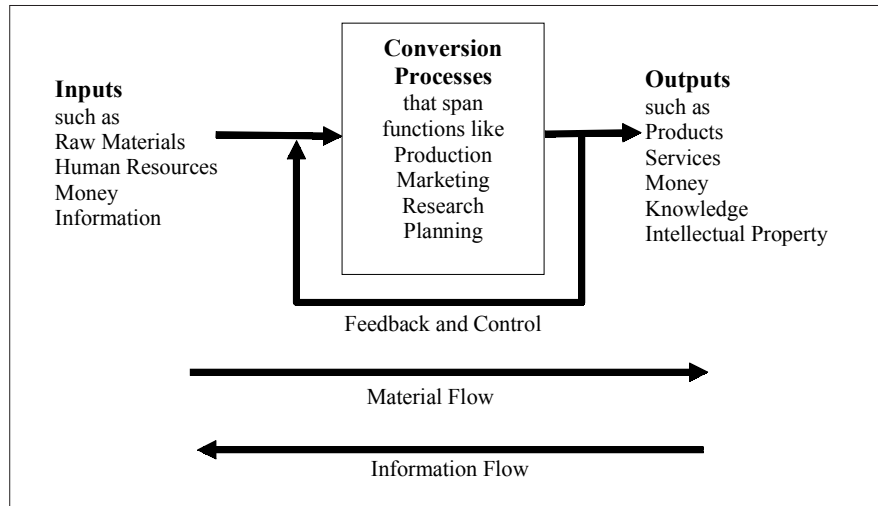 Inputs
such as
Raw Materials
Human Resources
Money
Information
Conversion
Processes
that span
functions like
Production
Marketing
Research
Planning
Outputs
such as
Products
Services
Money
Knowledge
Intellectual Property
Feedback and Control
Material Flow
Information Flow